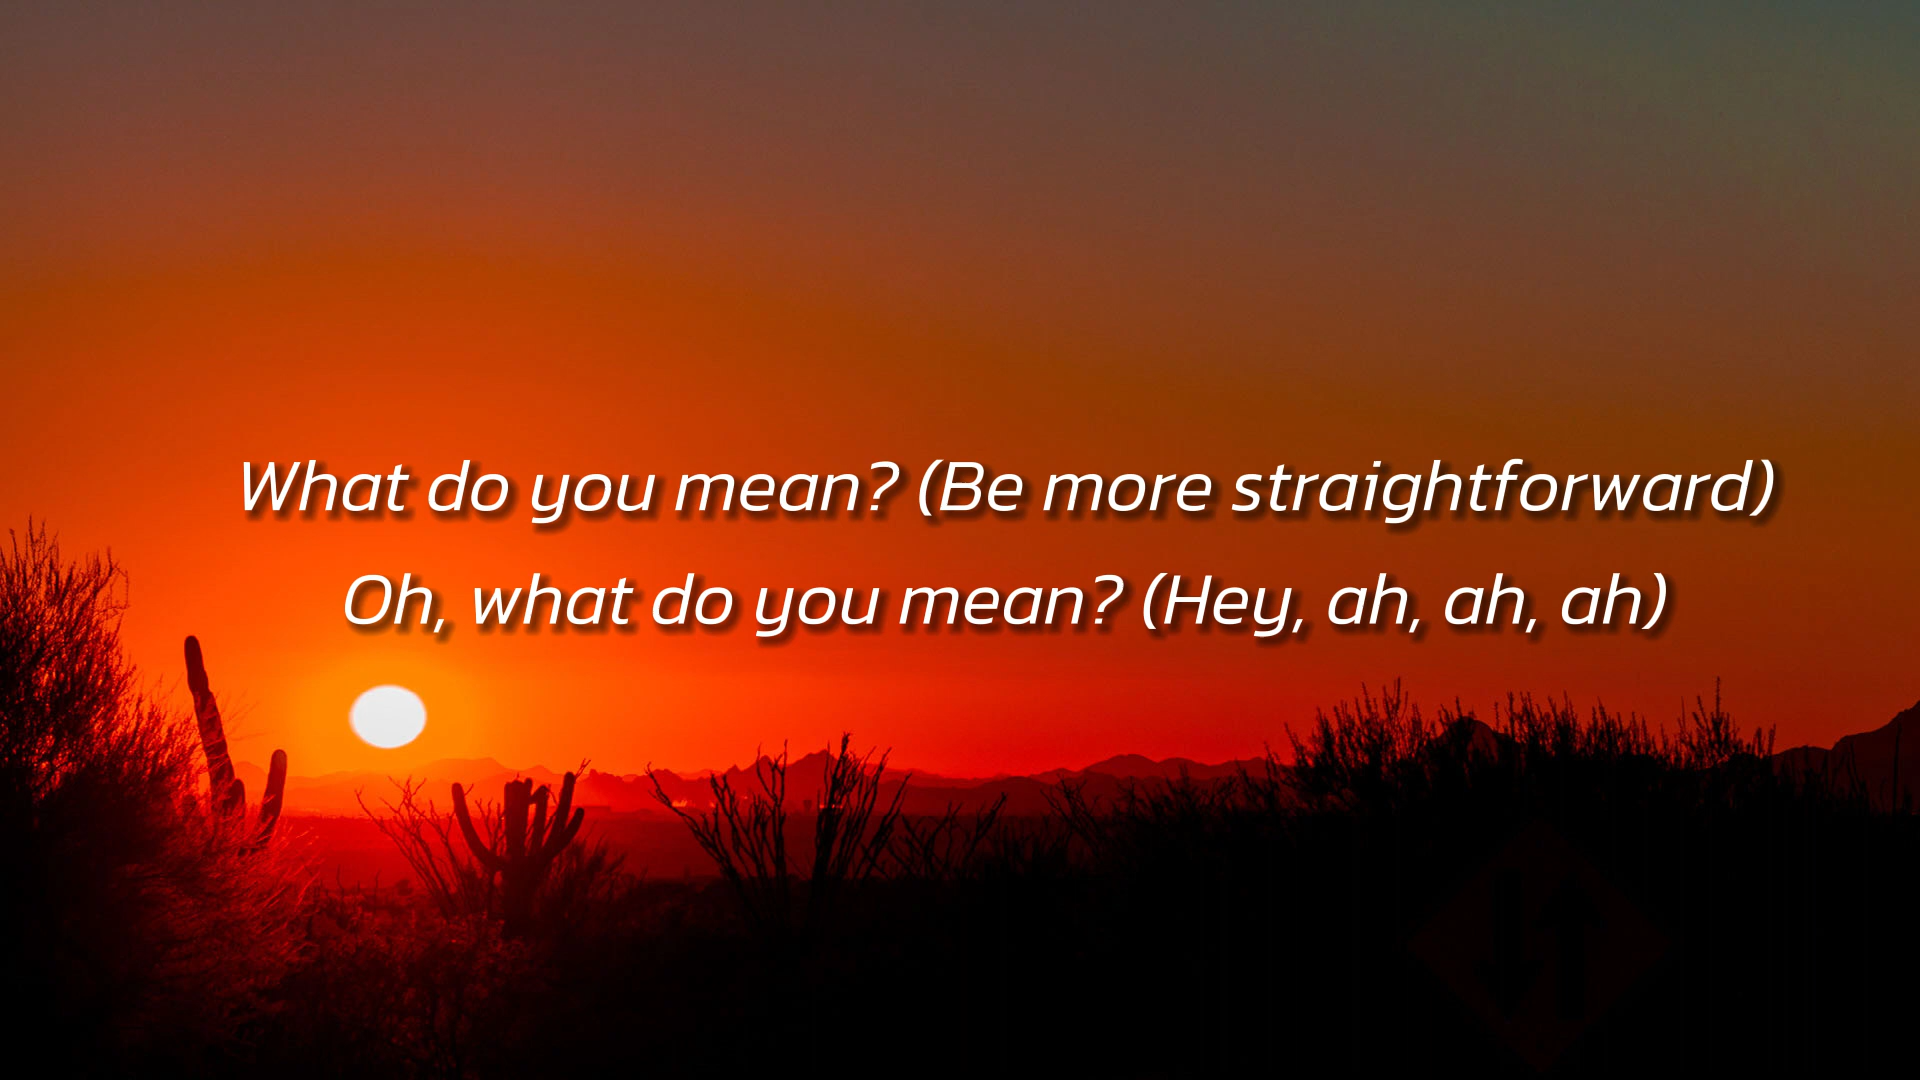 What do you mean? (Be more straightforward)
Oh, what do you mean? (Hey, ah, ah, ah)